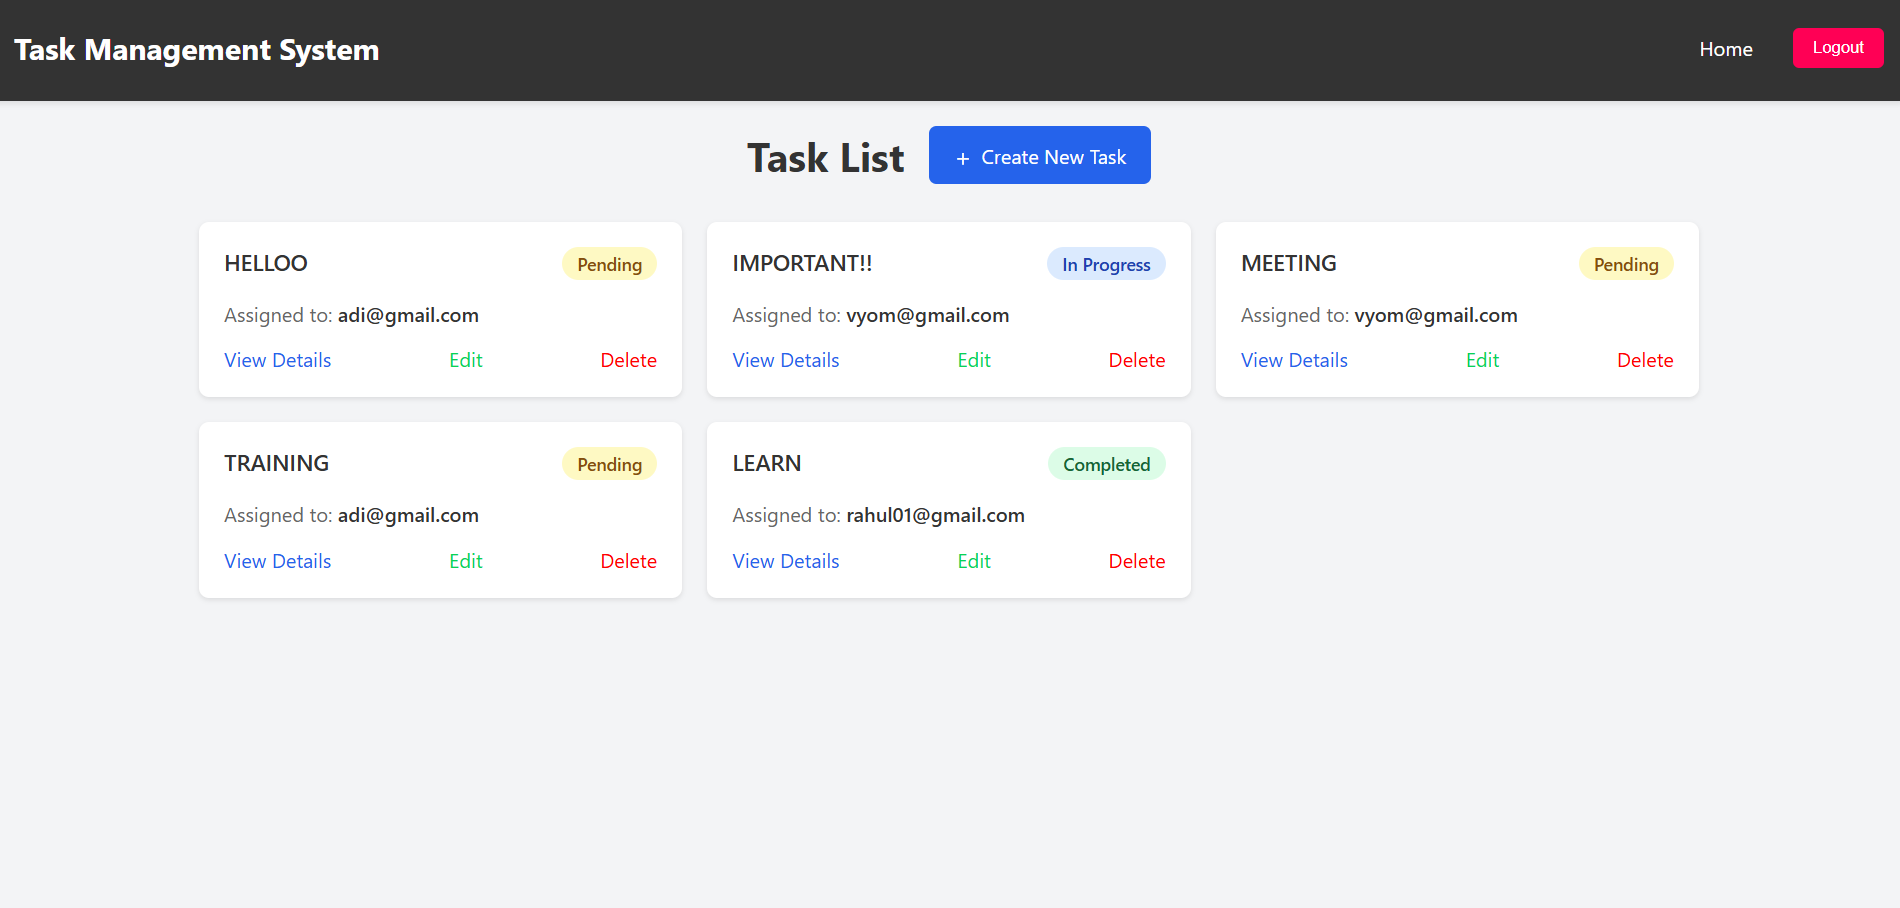 Task Management System
Home
Logout
Task List
+ Create New Task
HELLOO
Pending
Assigned to: adi@gmail.com
View Details
Edit
Delete
IMPORTANT!!
In Progress
Assigned to: vyom@gmail.com
View Details
Edit
Delete
MEETING
Pending
Assigned to: vyom@gmail.com
View Details
Edit
Delete
TRAINING
Pending
Assigned to: adi@gmail.com
View Details
Edit
Delete
LEARN
Completed
Assigned to: rahul01@gmail.com
View Details
Edit
Delete